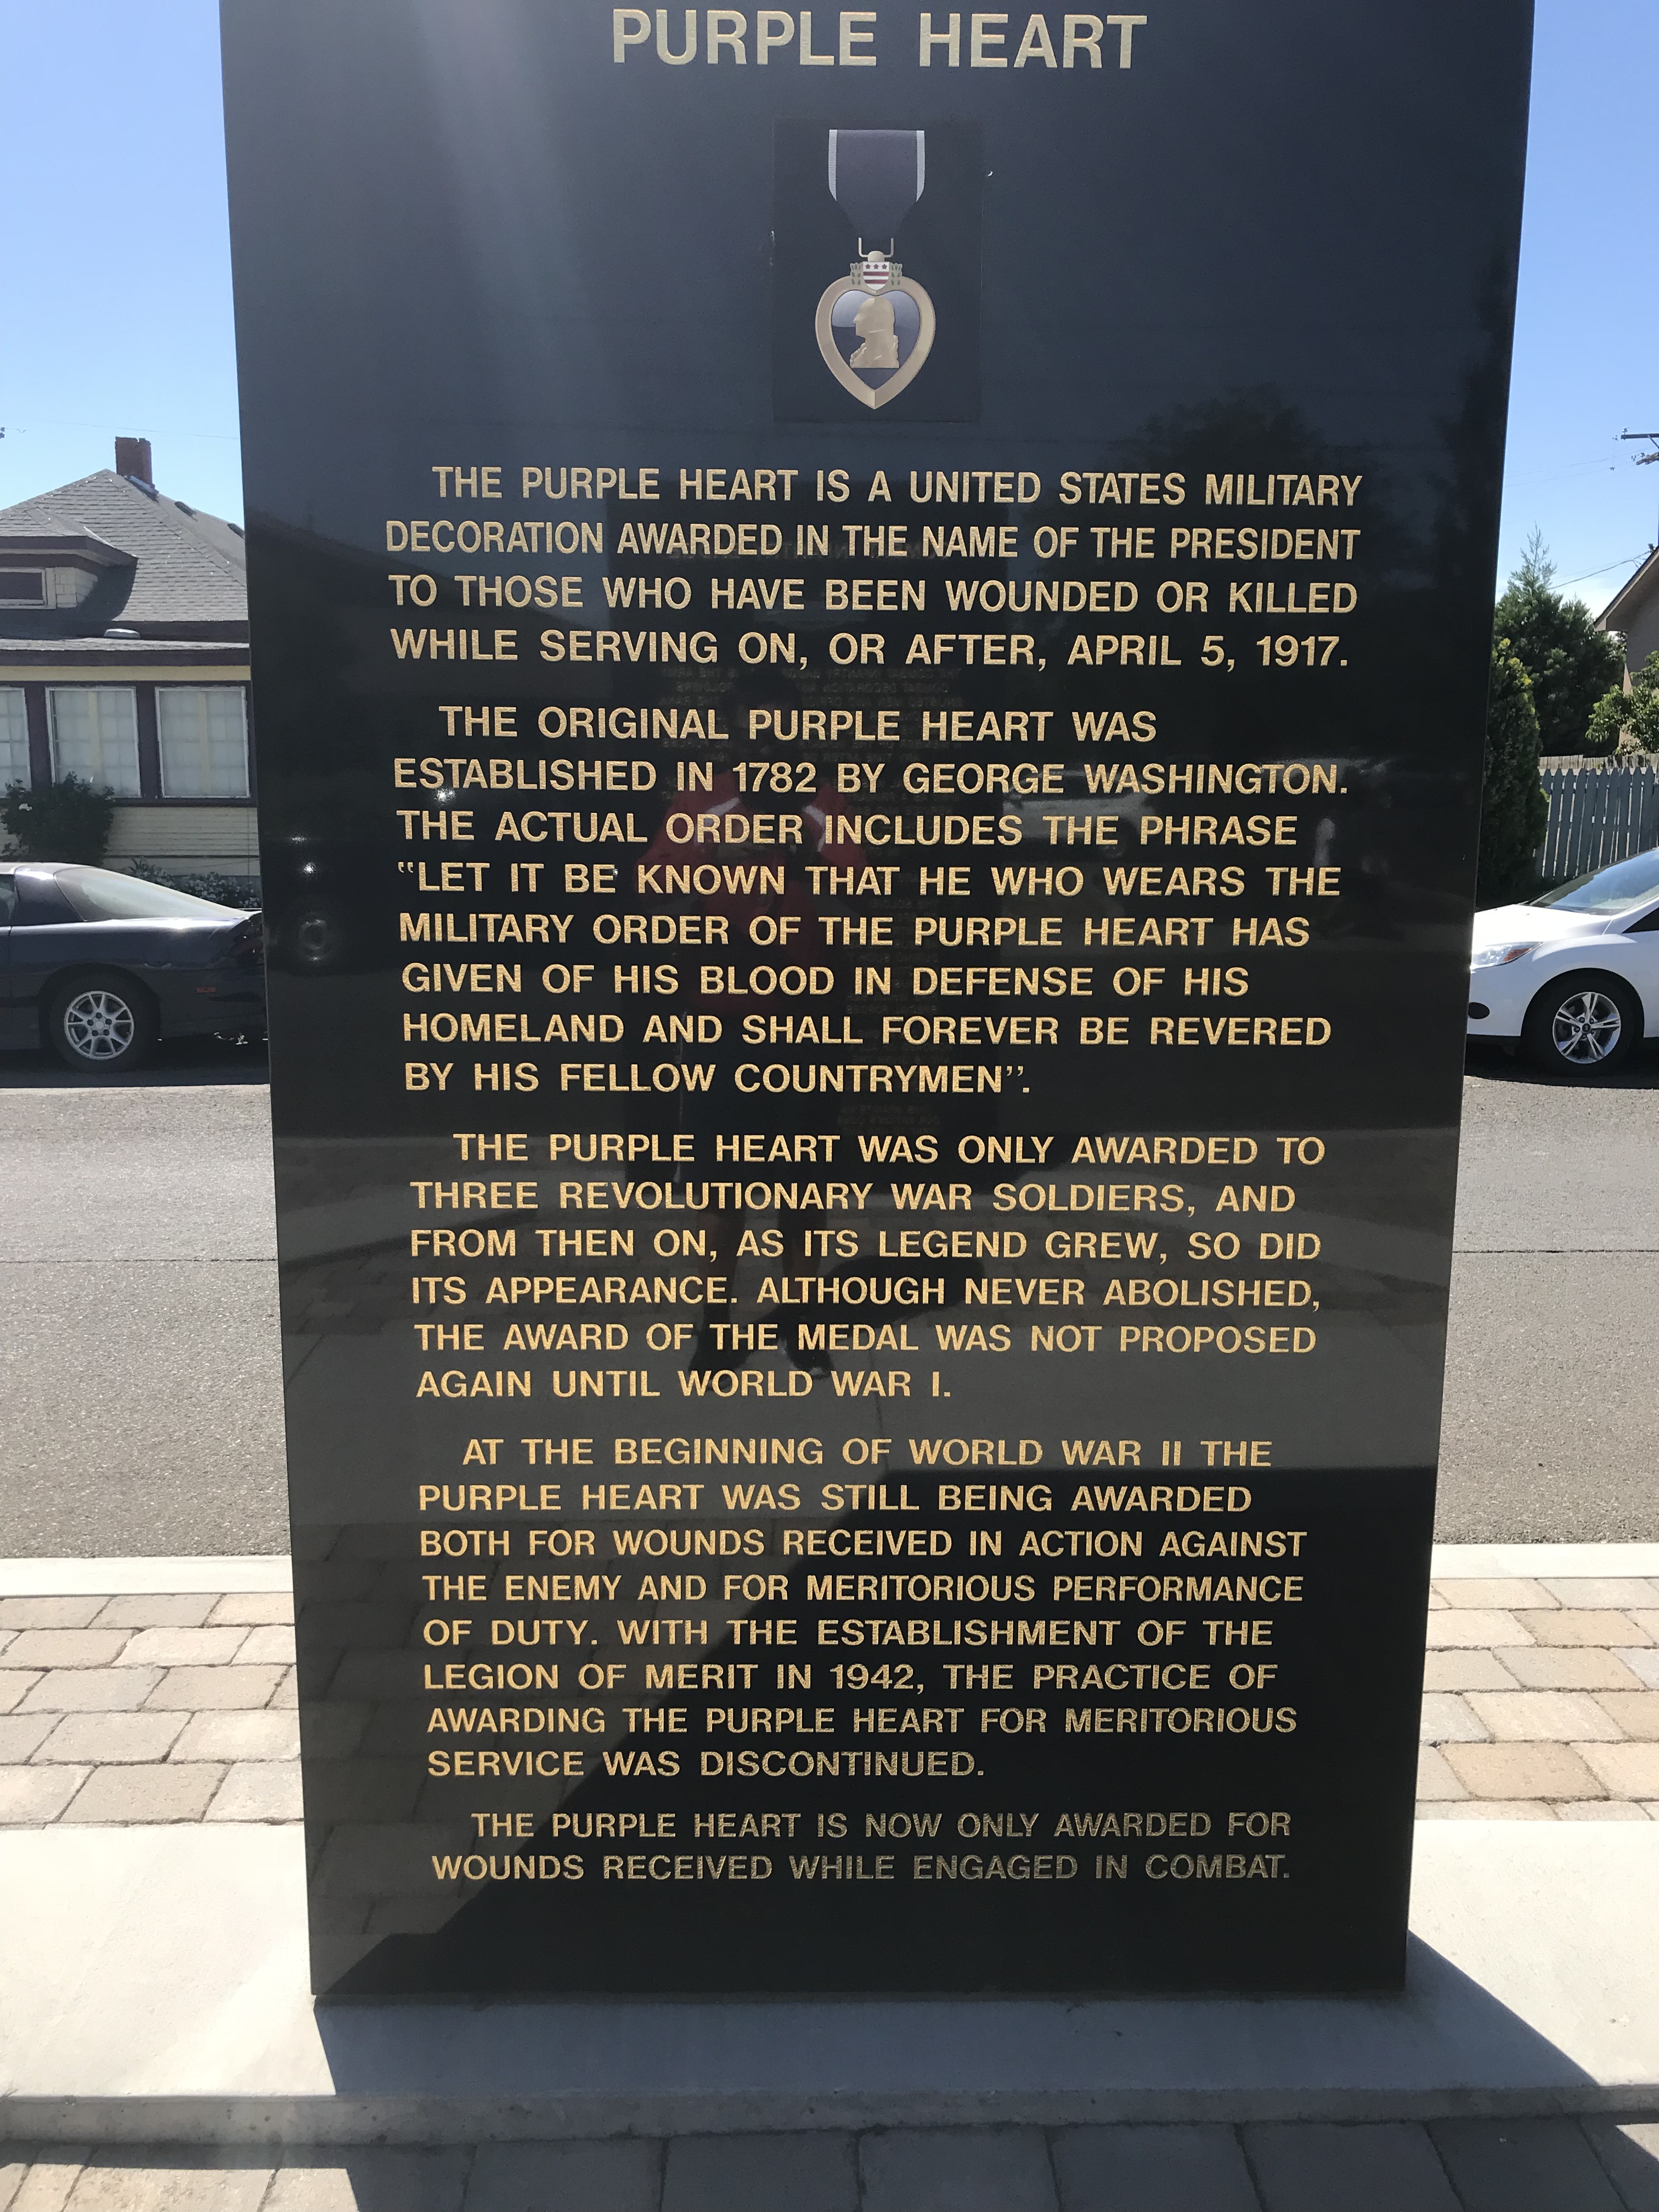 PURPLE HEART
THE PURPLE HEART IS A UNITED STATES MILITARY
DECORATION AWARDED IN THE NAME OF THE PRESIDENT
TO THOSE WHO HAVE BEEN WOUNDED OR KILLED
WHILE SERVING ON, OR AFTER, APRIL 5, 1917.
THE ORIGINAL PURPLE HEART WAS
ESTABLISHED IN 1782 BY GEORGE WASHINGTON.
THE ACTUAL ORDER INCLUDES THE PHRASE
“LET IT BE KNOWN THAT HE WHO WEARS THE
MILITARY ORDER OF THE PURPLE HEART HAS
GIVEN OF HIS BLOOD IN DEFENSE OF HIS
HOMELAND AND SHALL FOREVER BE REVERED
BY HIS FELLOW COUNTRYMEN”.
THE PURPLE HEART WAS ONLY AWARDED TO
THREE REVOLUTIONARY WAR SOLDIERS, AND
FROM THEN ON, AS ITS LEGEND GREW, SO DID
ITS APPEARANCE. ALTHOUGH NEVER ABOLISHED,
THE AWARD OF THE MEDAL WAS NOT PROPOSED
AGAIN UNTIL WORLD WAR I.
AT THE BEGINNING OF WORLD WAR II THE
PURPLE HEART WAS STILL BEING AWARDED
BOTH FOR WOUNDS RECEIVED IN ACTION AGAINST
THE ENEMY AND FOR MERITORIOUS PERFORMANCE
OF DUTY. WITH THE ESTABLISHMENT OF THE
LEGION OF MERIT IN 1942, THE PRACTICE OF
AWARDING THE PURPLE HEART FOR MERITORIOUS
SERVICE WAS DISCONTINUED.
THE PURPLE HEART IS NOW ONLY AWARDED FOR
WOUNDS RECEIVED WHILE ENGAGED IN COMBAT.